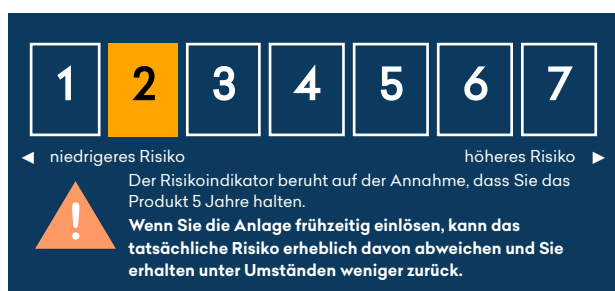 1 2 3 4 5 6 7
◄ niedrigeres Risiko höheres Risiko ►
Der Risikoindikator beruht auf der Annahme, dass Sie das
Produkt 5 Jahre halten.
Wenn Sie die Anlage frühzeitig einlösen, kann das
tatsächliche Risiko erheblich davon abweichen und Sie
erhalten unter Umständen weniger zurück.
!